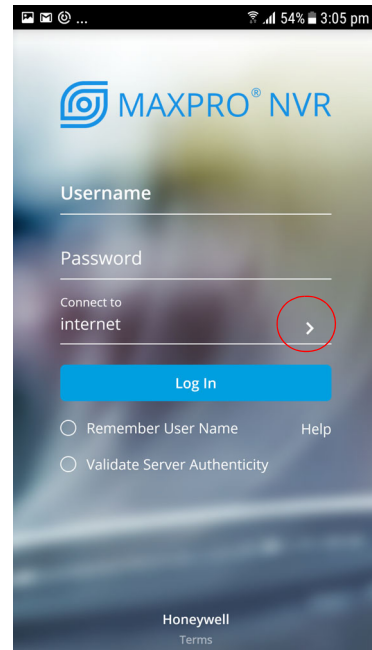 ... 54% 3:05 pm
MAXPRO® NVR
Username
Password
Connect to
internet
Log In
Remember User Name Help
Validate Server Authenticity
Honeywell
Terms